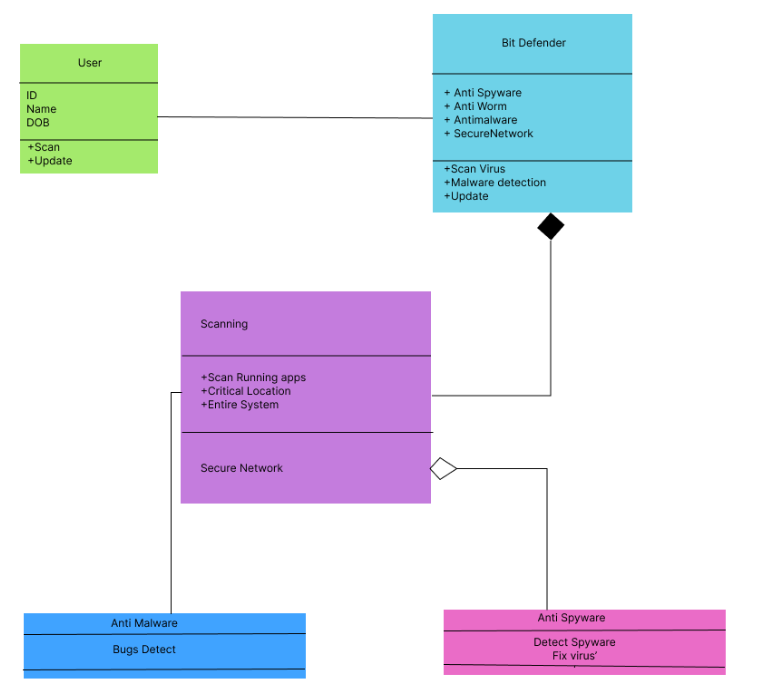 User
ID
Name
DOB
+Scan
+Update
Bit Defender
+ Anti Spyware
+ Anti Worm
+ Antimalware
+ SecureNetwork
+Scan Virus
+Malware detection
+Update
Scanning
+Scan Running apps
+Critical Location
+Entire System
Secure Network
Anti Malware
Bugs Detect
Anti Spyware
Detect Spyware
Fix virus’